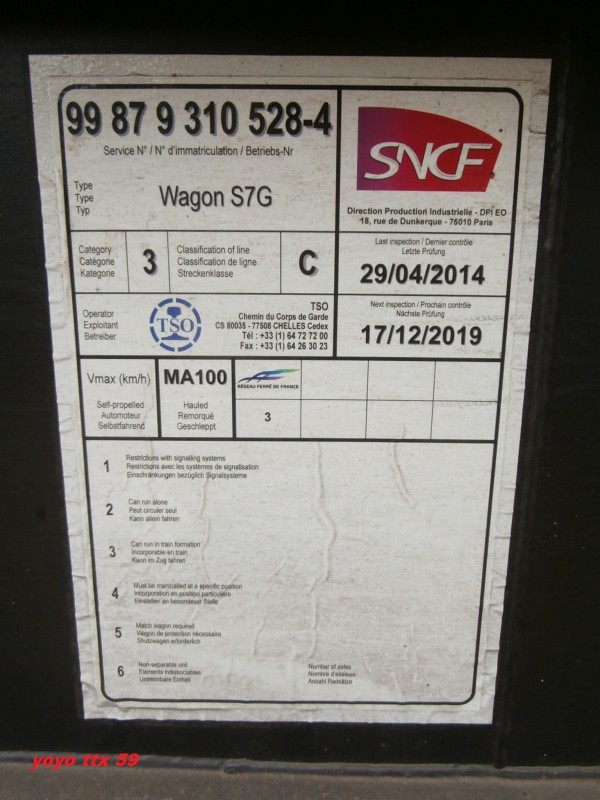 99 87 9 310 528-4
Service N° / N° d'immatriculation / Betriebs-Nr
Type
Type
Typ
Wagon S7G
SNCF
Direction Production Industrielle - DPI EO
18, rue de Dunkerque - 75010 Paris
Category
Catégorie
Kategorie
3
Classification of line
Classification de ligne
Streckenklasse
C
Last inspection / Dernier contrôle
Letzte Prüfung
29/04/2014
Operator
Exploitant
Betreiber
TSO
TSO
Chemin du Corps de Garde
CS 80035 - 77508 CHELLES Cedex
Tél : +33 (1) 64 72 72 00
Fax : +33 (1) 64 26 30 23
Next inspection / Prochain contrôle
Nächste Prüfung
17/12/2019
Vmax (km/h)
MA100
RÉSEAU FERRÉ DE FRANCE
Self-propelled
Automoteur
Selbstfahrend
Hauled
Remorqué
Geschleppt
3
1
Restrictions with signalling systems
Restrictions avec les systèmes de signalisation
Einschränkungen bezüglich Signalsysteme
2
Can run alone
Peut circuler seul
Kann allein fahren
3
Can run in train formation
Incorporable en train
Kann im Zug fahren
4
Must be marshalled at a specific position
Incorporation en position particulière
Einstellen an besonderer Stelle
5
Match wagon required
Wagon de protection nécessaire
Shutzwagen erforderlich
6
Non-separable unit
Eléments indissociables
Untrennbare Einheit
Number of axles
Nombre d'essieux
Anzahl Radsätze
yoyo ttx 59